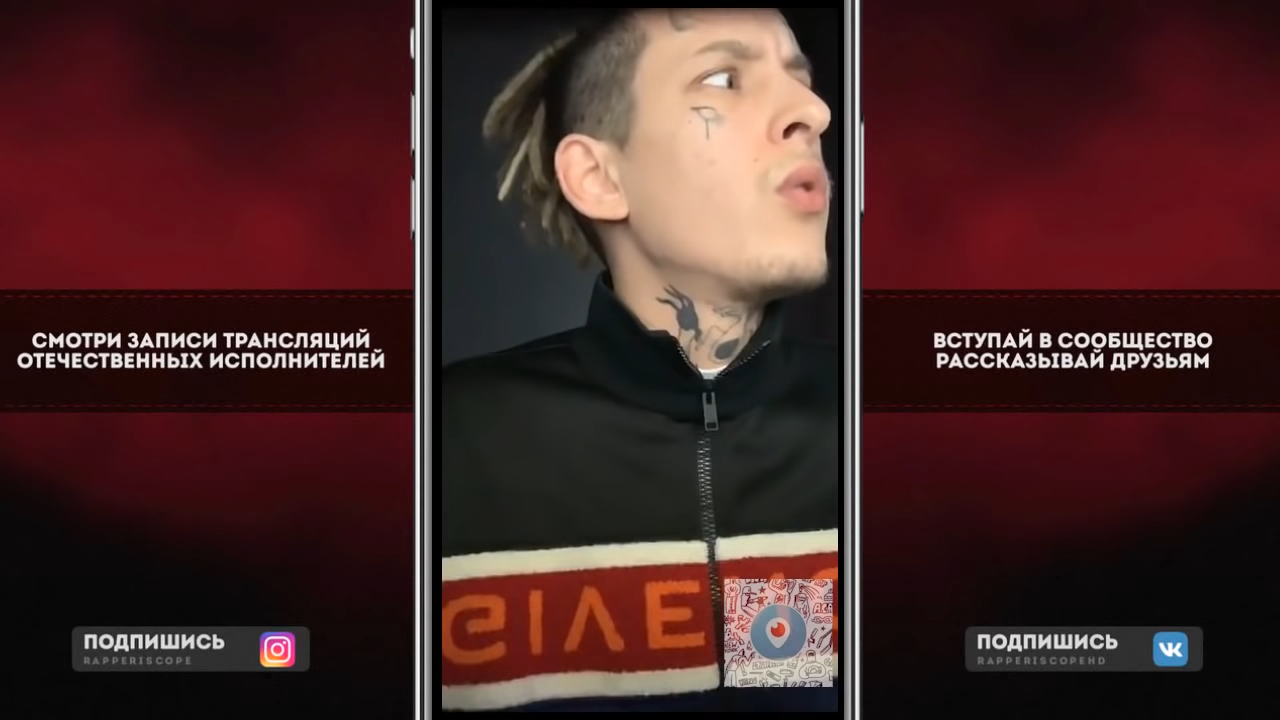 СМОТРИ ЗАПИСИ ТРАНСЛЯЦИЙ
ОТЕЧЕСТВЕННЫХ ИСПОЛНИТЕЛЕЙ
ПОДПИШИСЬ
RAPPERISCOPE
ВСТУПАЙ В СООБЩЕСТВО
РАССКАЗЫВАЙ ДРУЗЬЯМ
ПОДПИШИСЬ
RAPPERISCOPEHD